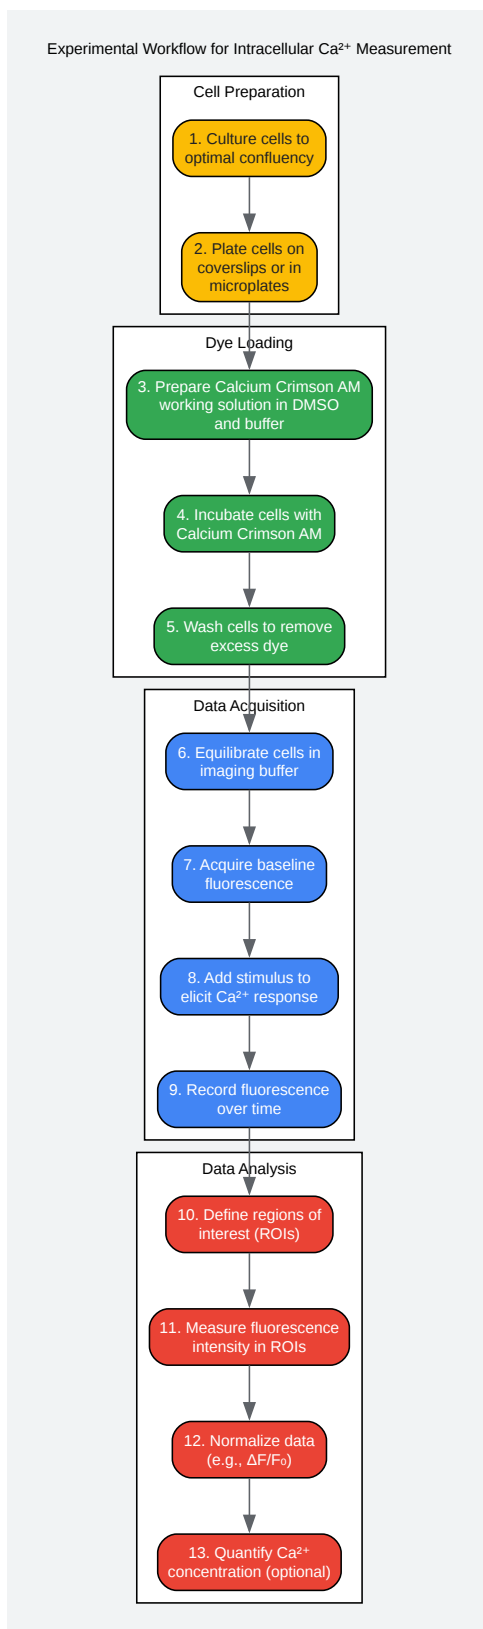 Experimental Workflow for Intracellular Ca²⁺ Measurement
Cell Preparation
1. Culture cells to
optimal confluency
2. Plate cells on
coverslips or in
microplates
Dye Loading
3. Prepare Calcium Crimson AM
working solution in DMSO
and buffer
4. Incubate cells with
Calcium Crimson AM
5. Wash cells to remove
excess dye
Data Acquisition
6. Equilibrate cells in
imaging buffer
7. Acquire baseline
fluorescence
8. Add stimulus to
elicit Ca²⁺ response
9. Record fluorescence
over time
Data Analysis
10. Define regions of
interest (ROIs)
11. Measure fluorescence
intensity in ROIs
12. Normalize data
(e.g., ΔF/F₀)
13. Quantify Ca²⁺
concentration (optional)